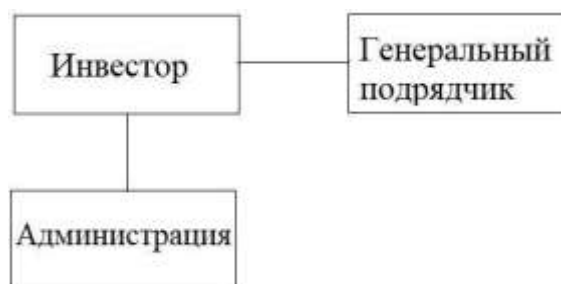 Инвестор
Генеральный
подрядчик
Администрация